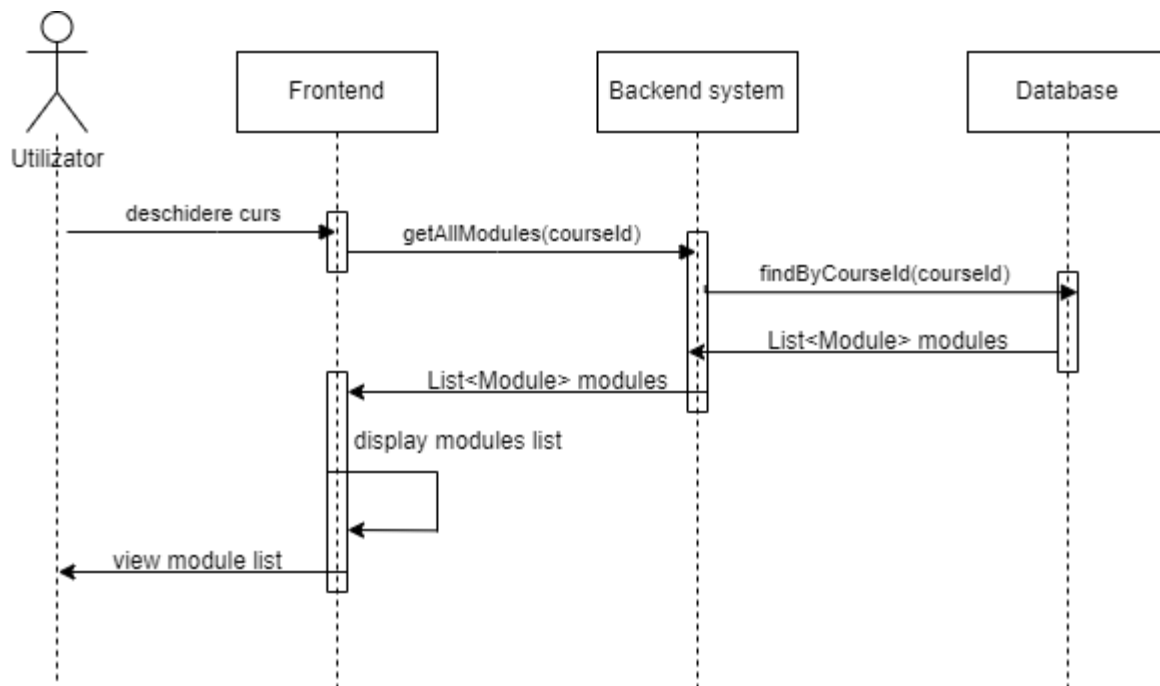 Frontend
Backend system
Database
Utilizator
deschidere curs
getAllModules(courseId)
findByCourseId(courseId)
List<Module> modules
List<Module> modules
display modules list
view module list